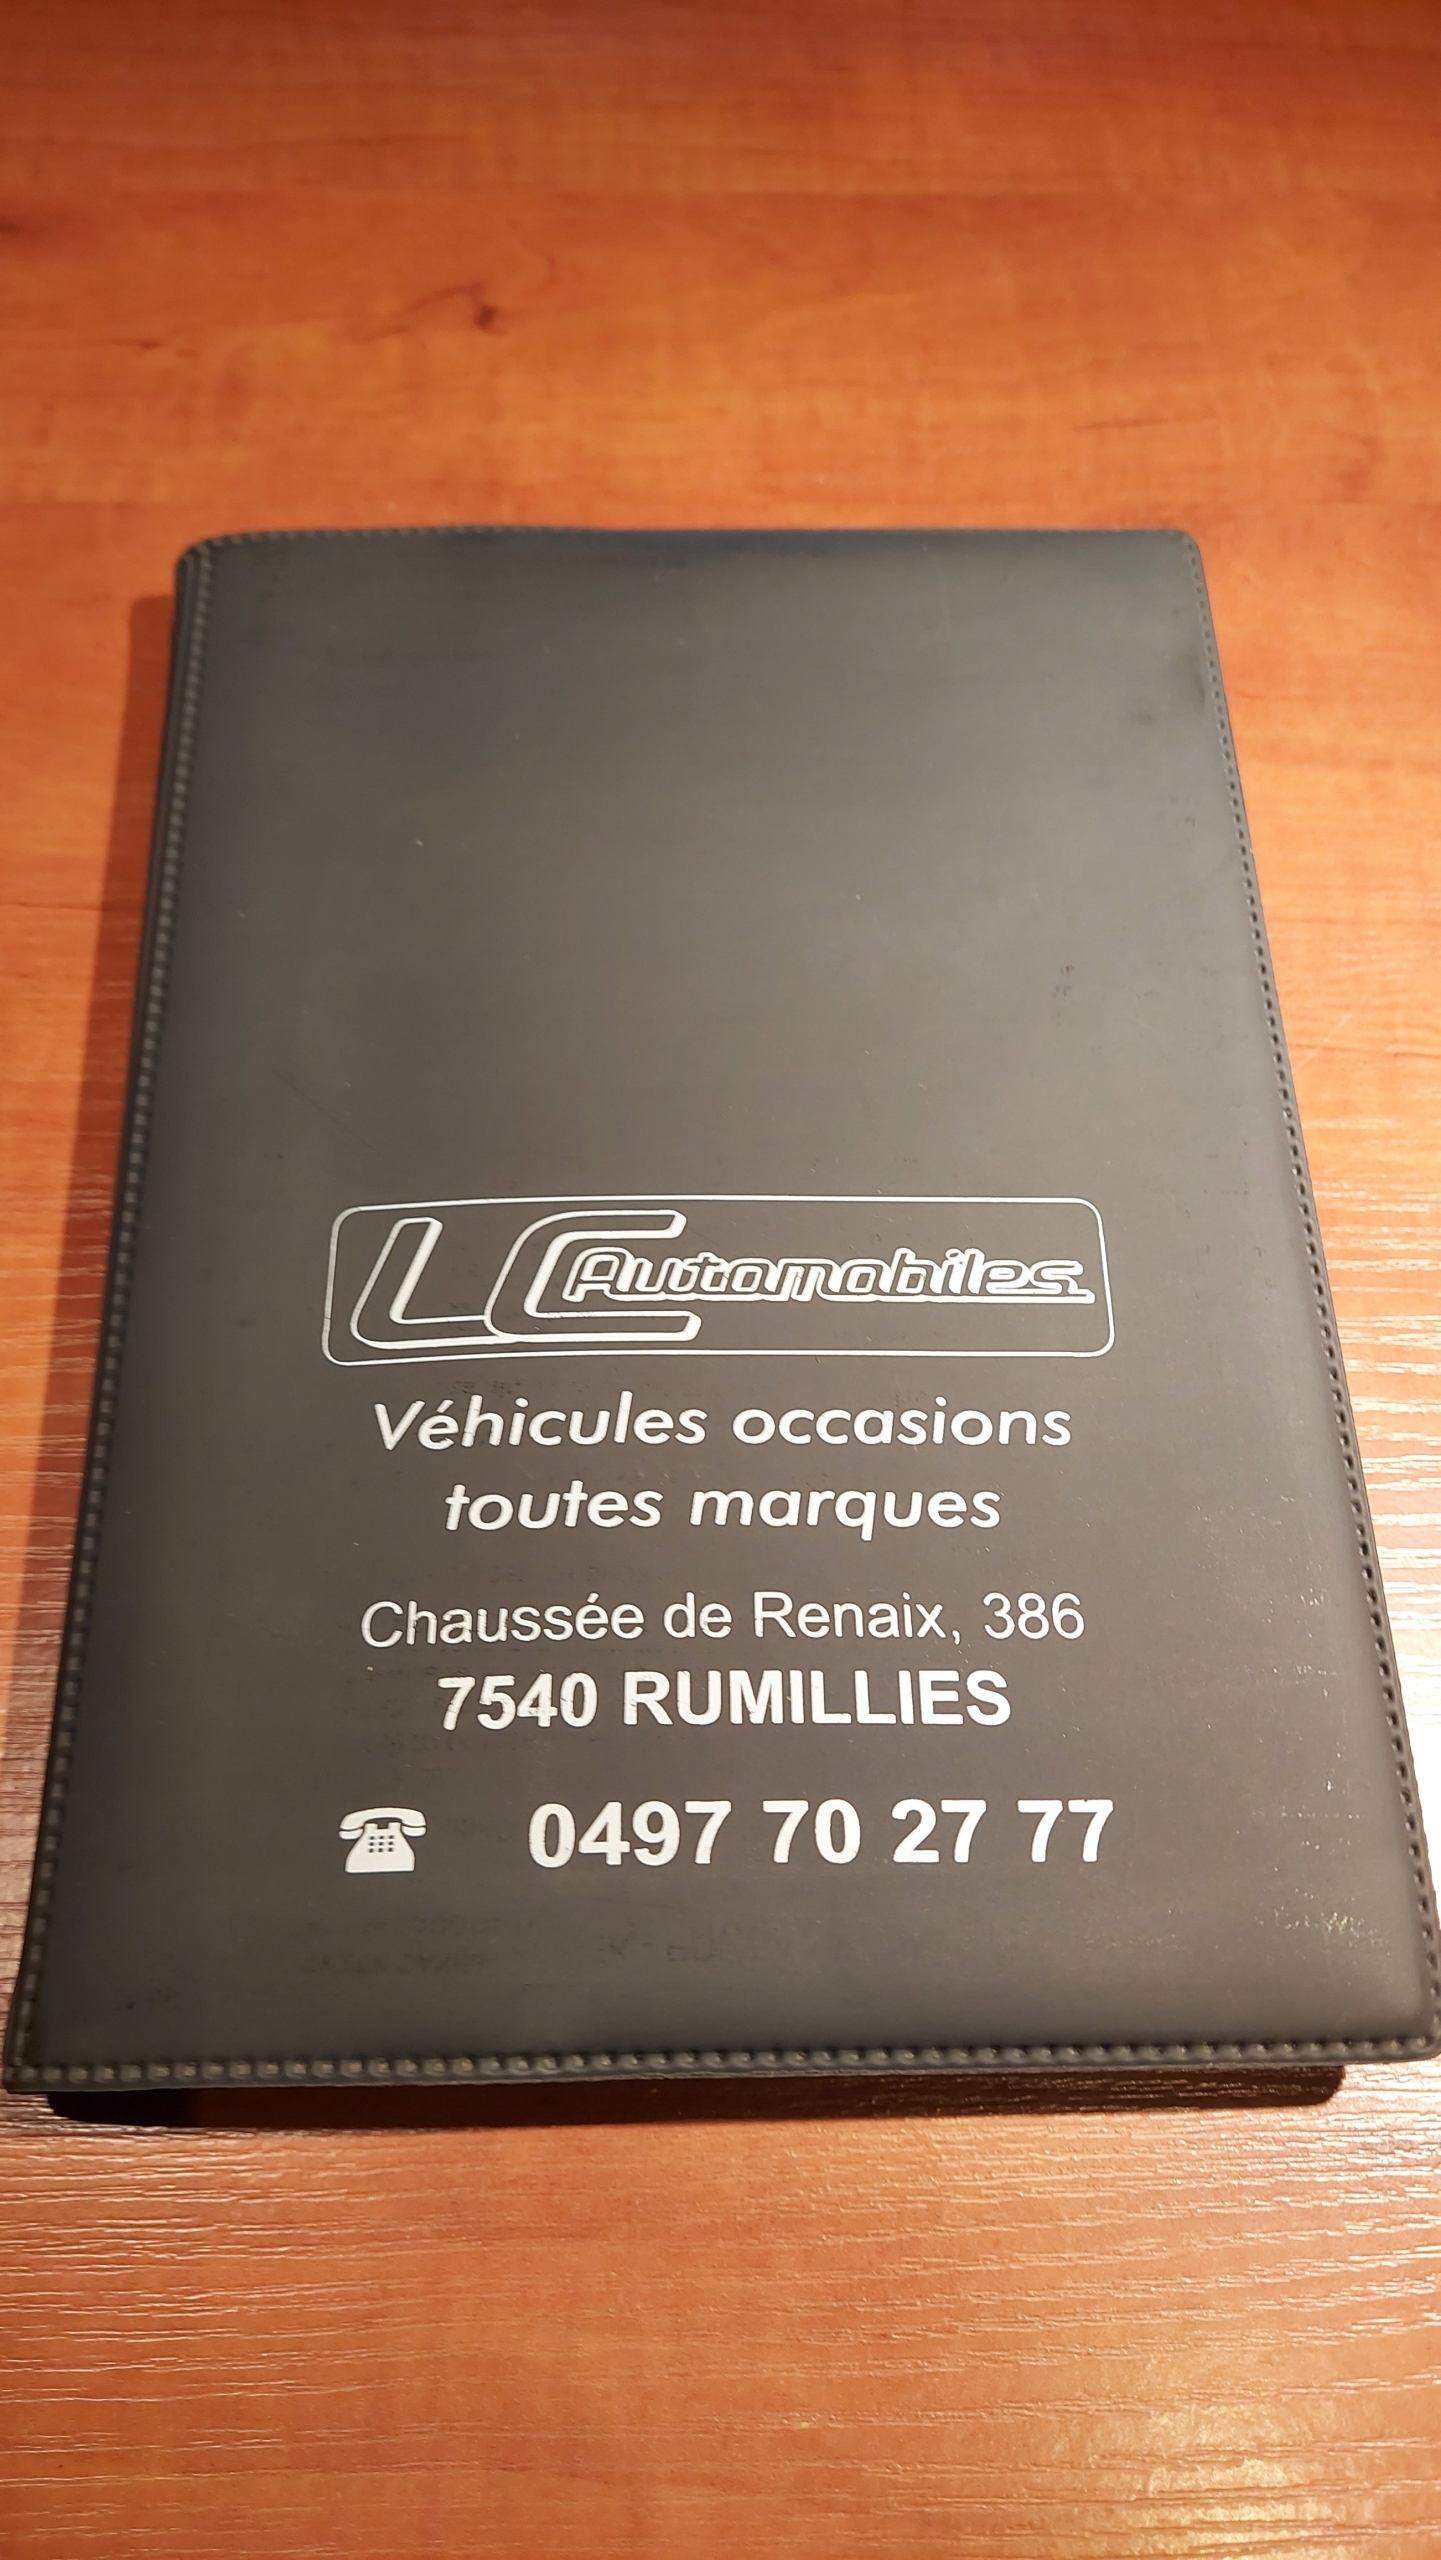 LC Automobiles
Véhicules occasions
toutes marques
Chaussée de Renaix, 386
7540 RUMILLIES
0497 70 27 77